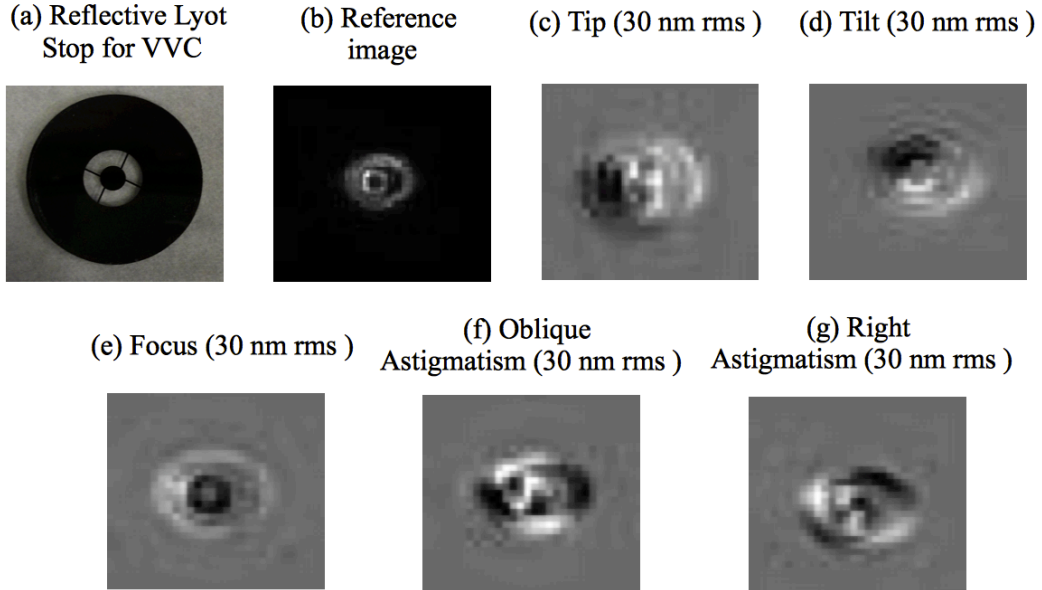 (a) Reflective Lyot
Stop for VVC
(b) Reference
image
(c) Tip (30 nm rms )
(d) Tilt (30 nm rms )
(e) Focus (30 nm rms )
(f) Oblique
Astigmatism (30 nm rms )
(g) Right
Astigmatism (30 nm rms )